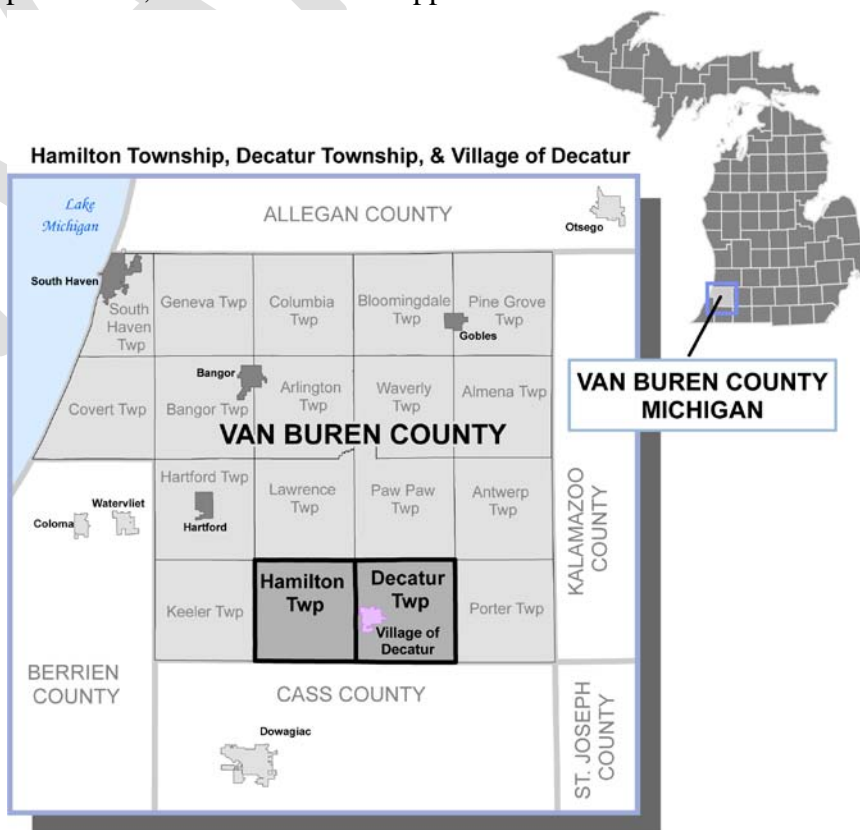 Hamilton Township, Decatur Township, & Village of Decatur
Lake
Michigan
ALLEGAN COUNTY
Otsego
South Haven
South
Haven
Twp
Geneva Twp
Columbia
Twp
Bloomingdale
Twp
Pine Grove
Twp
Gobles
VAN BUREN COUNTY
MICHIGAN
Bangor
Covert Twp
Bangor Twp
Arlington
Twp
Waverly
Twp
Almena Twp
VAN BUREN COUNTY
Hartford Twp
Hartford
Lawrence
Twp
Paw Paw
Twp
Antwerp
Twp
KALAMAZOO
COUNTY
Coloma
Watervliet
Keeler Twp
Hamilton
Twp
Decatur
Twp
Village of
Decatur
Porter Twp
BERRIEN
COUNTY
CASS COUNTY
Dowagiac
ST. JOSEPH
COUNTY